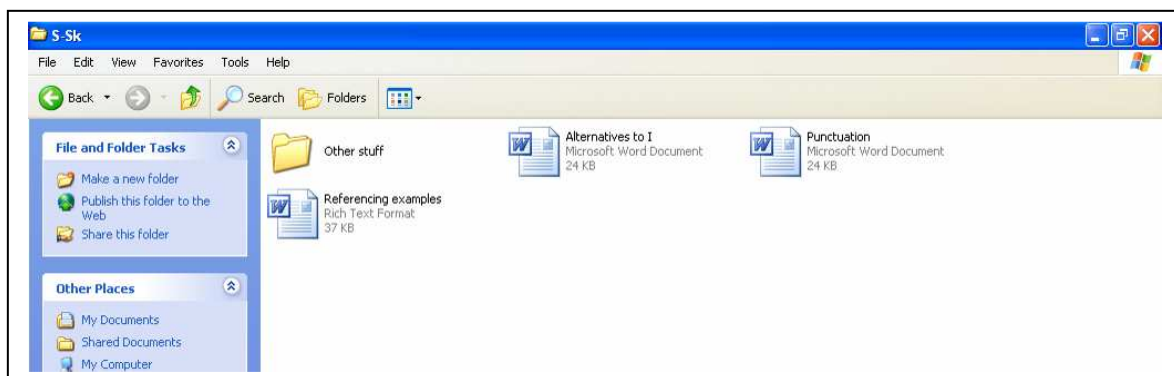 S-Sk
File Edit View Favorites Tools Help
Back Search Folders
File and Folder Tasks
Make a new folder
Publish this folder to the
Web
Share this folder
Other Places
My Documents
Shared Documents
My Computer
Other stuff
Alternatives to I
Microsoft Word Document
24 KB
Punctuation
Microsoft Word Document
24 KB
Referencing examples
Rich Text Format
37 KB